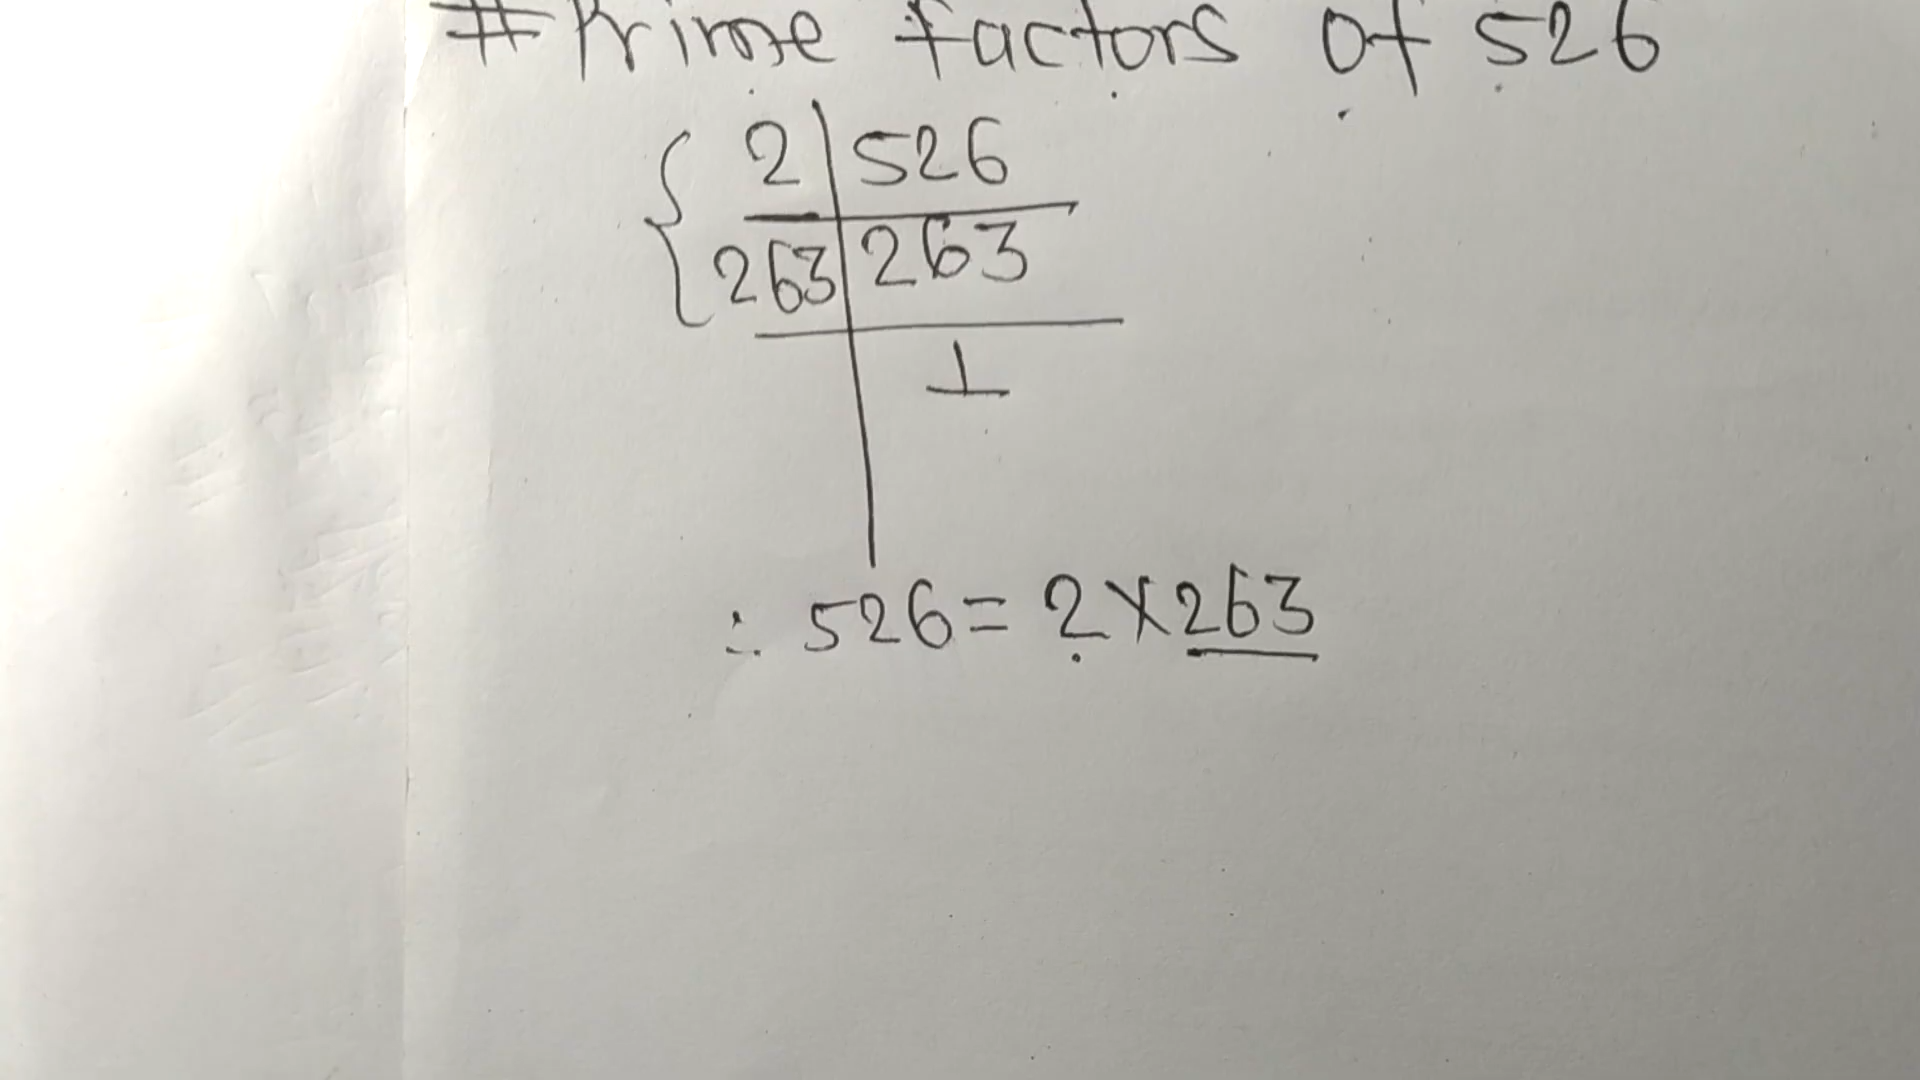 # Prime factors of 526
2 | 526
263 | 263
1
∴ 526 = 2 × 263